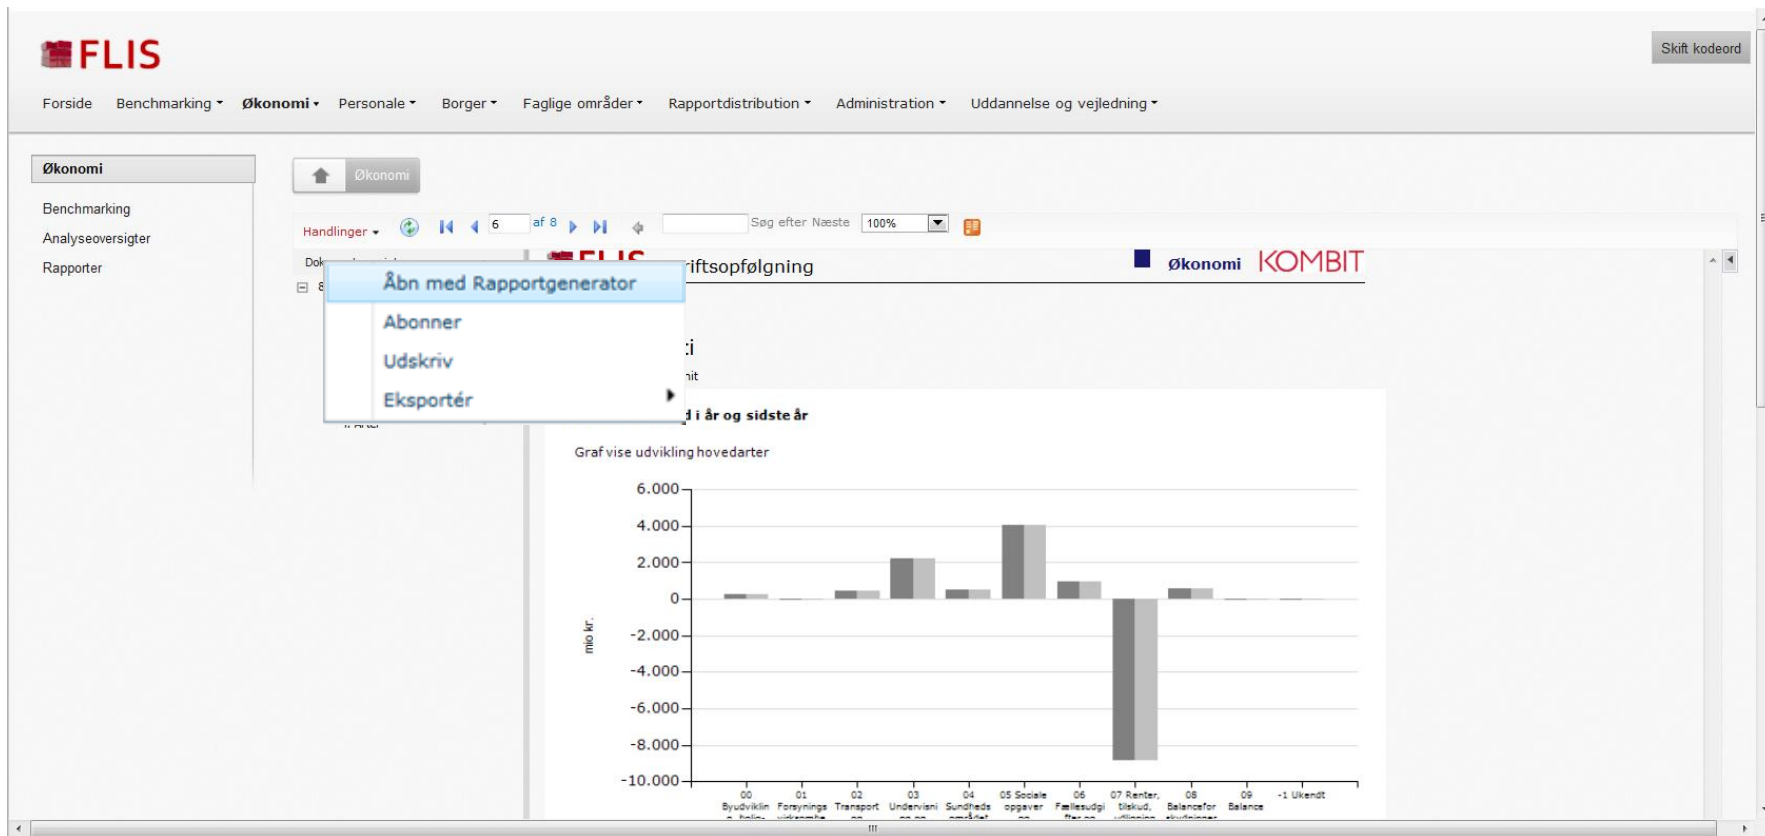 FLIS
Skift kodeord
Forside Benchmarking Økonomi Personale Borger Faglige områder Rapportdistribution Administration Uddannelse og vejledning
Økonomi
Benchmarking
Analyseoversigter
Rapporter
Økonomi
Handlinger 6 af 8 Søg efter Næste 100%
Åbn med Rapportgenerator
Abonner
Udskriv
Eksportér
FLIS riftsopfølgning Økonomi KOMBIT
d i år og sidste år
Graf vise udvikling hovedarter
6.000
4.000
2.000
0
-2.000
-4.000
-6.000
-8.000
-10.000
mio kr.
00 01 02 03 04 05 Sociale 06 07 Renter, 08 09 -1 Ukendt
Byudviklin Forsynings Transport Undervisni Sundheds opgaver Fællesudgi tilskud, Balancefor Balance